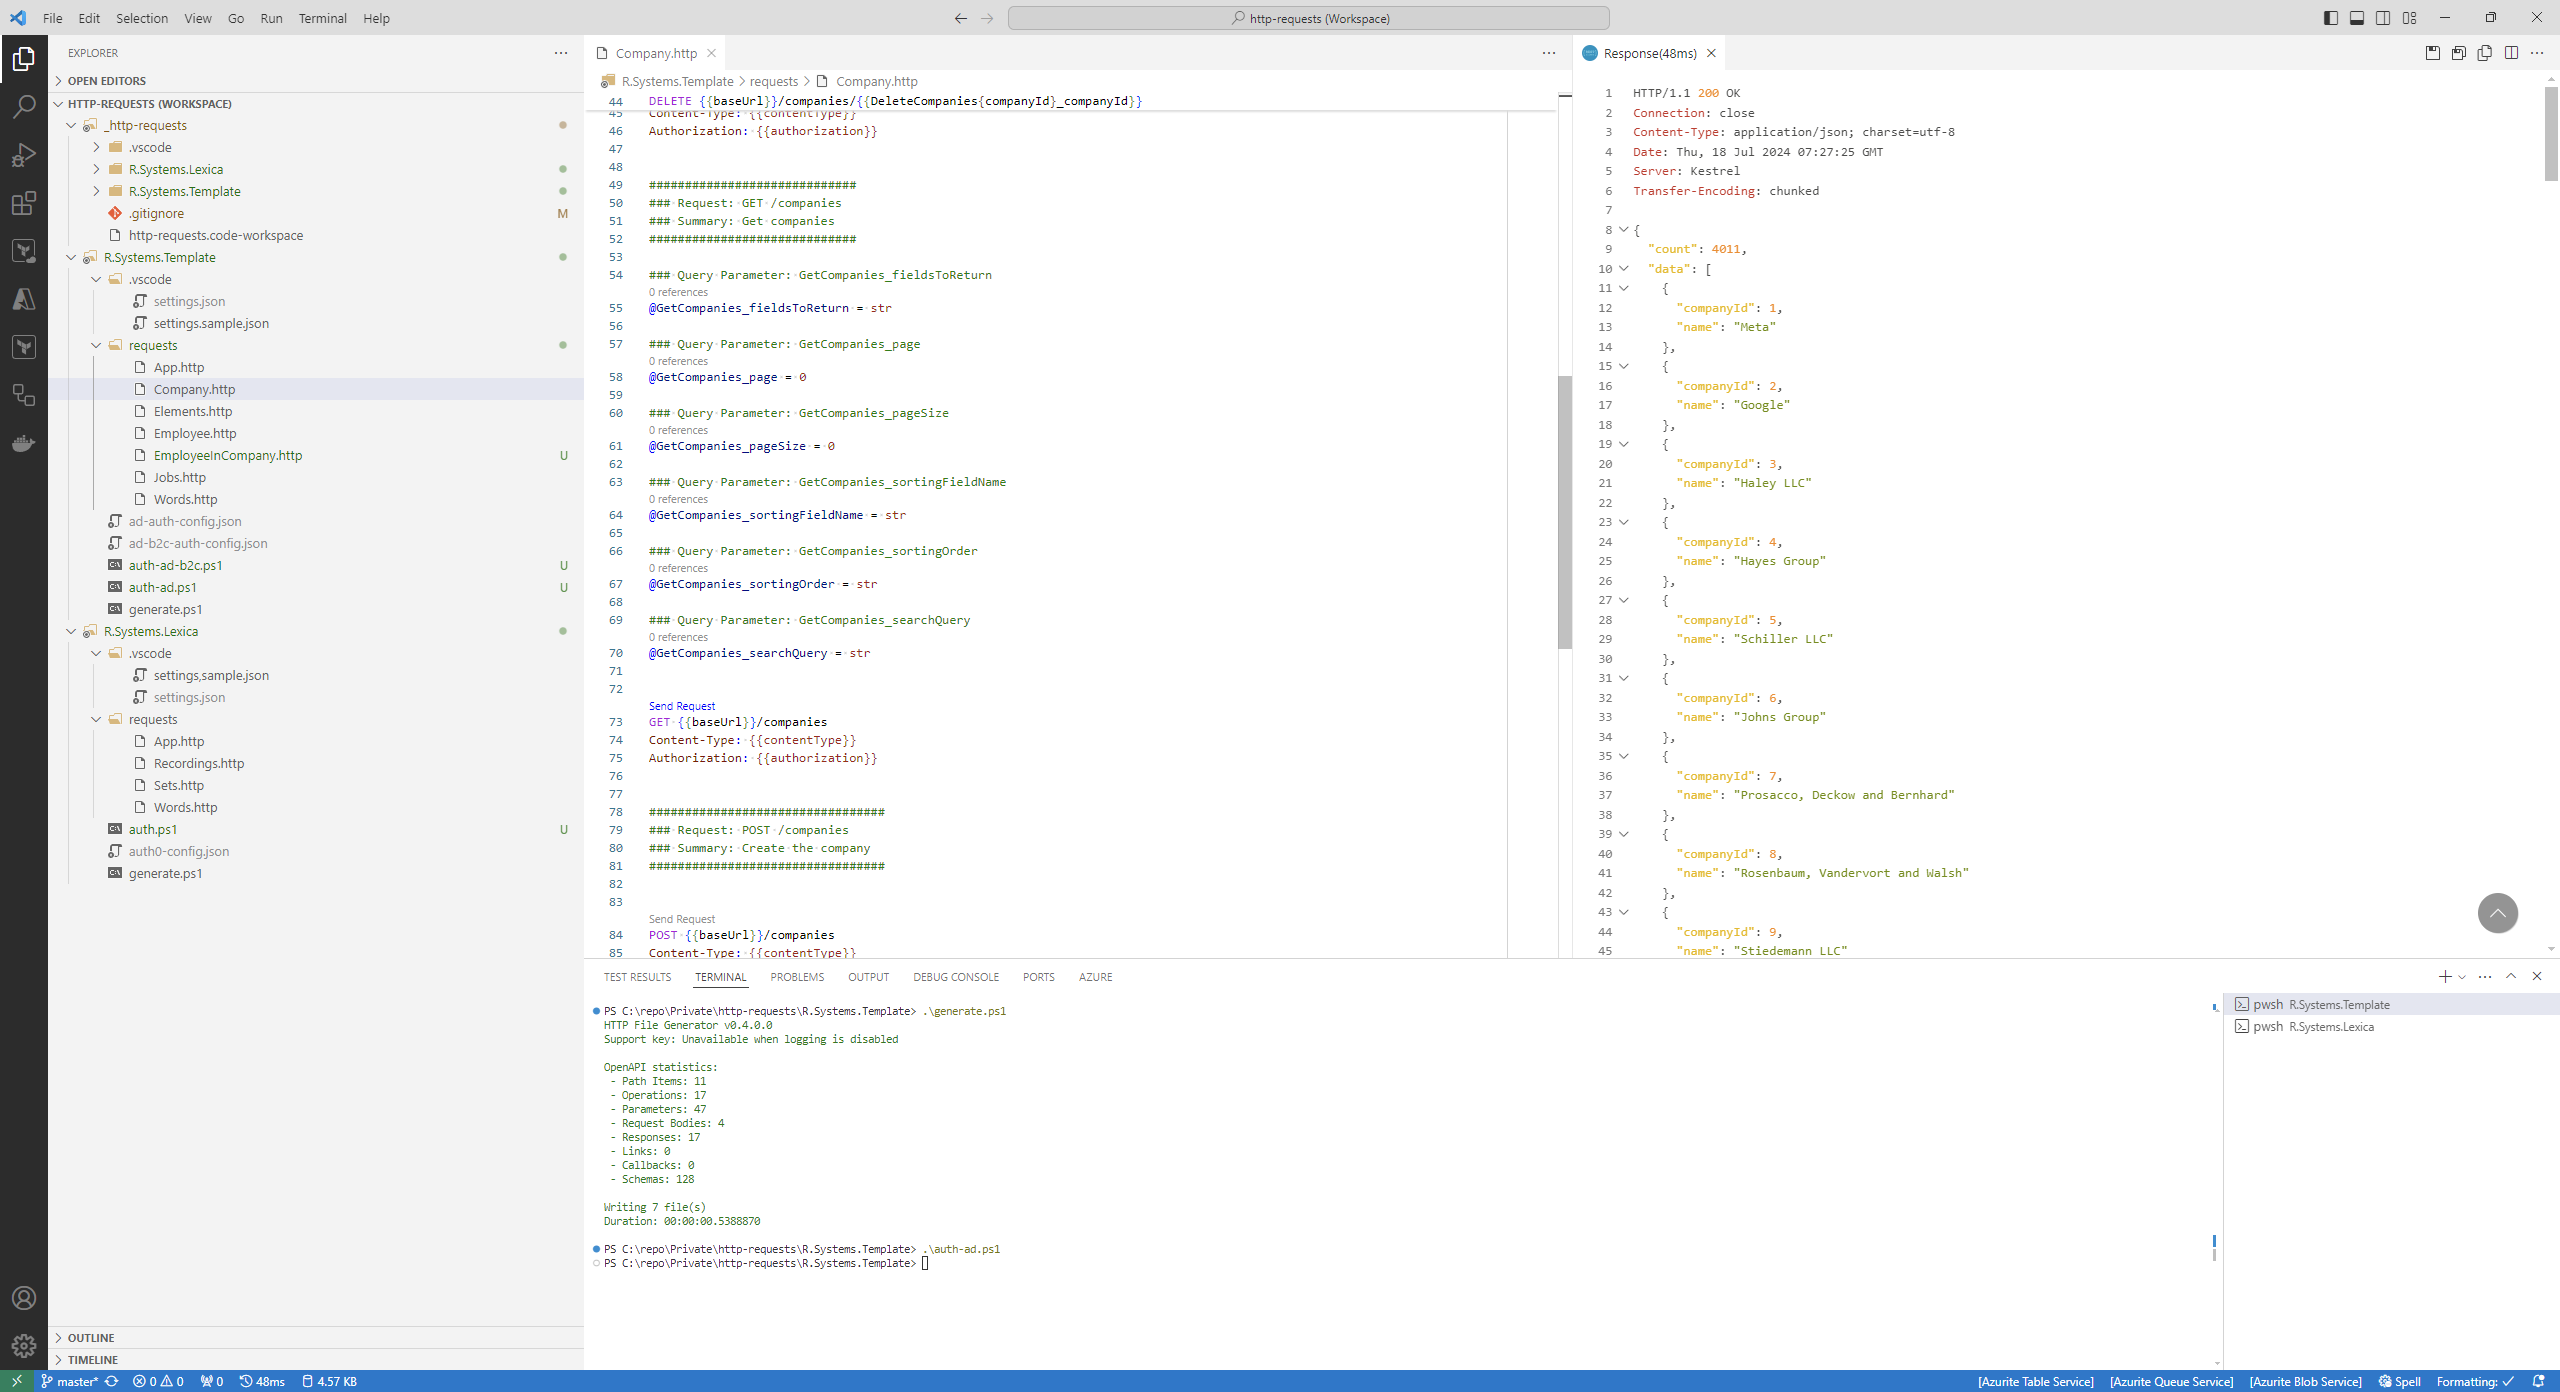 File Edit Selection View Go Run Terminal Help
http-requests (Workspace)
EXPLORER
OPEN EDITORS
HTTP-REQUESTS (WORKSPACE)
_http-requests
.vscode
R.Systems.Lexica
R.Systems.Template
.gitignore M
http-requests.code-workspace
R.Systems.Template
.vscode
settings.json
settings.sample.json
requests
App.http
Company.http
Elements.http
Employee.http
EmployeeInCompany.http U
Jobs.http
Words.http
ad-auth-config.json
ad-b2c-auth-config.json
auth-ad-b2c.ps1 U
auth-ad.ps1 U
generate.ps1
R.Systems.Lexica
.vscode
settings,sample.json
settings.json
requests
App.http
Recordings.http
Sets.http
Words.http
auth.ps1 U
auth0-config.json
generate.ps1
OUTLINE
TIMELINE
Company.http
R.Systems.Template > requests > Company.http
44 DELETE {{baseUrl}}/companies/{{DeleteCompanies{companyId}_companyId}}
45 Content-Type: {{contentType}}
46 Authorization: {{authorization}}
47
48
49 #############################
50 ### Request: GET /companies
51 ### Summary: Get companies
52 #############################
53
54 ### Query Parameter: GetCompanies_fieldsToReturn
0 references
55 @GetCompanies_fieldsToReturn = str
56
57 ### Query Parameter: GetCompanies_page
0 references
58 @GetCompanies_page = 0
59
60 ### Query Parameter: GetCompanies_pageSize
0 references
61 @GetCompanies_pageSize = 0
62
63 ### Query Parameter: GetCompanies_sortingFieldName
0 references
64 @GetCompanies_sortingFieldName = str
65
66 ### Query Parameter: GetCompanies_sortingOrder
0 references
67 @GetCompanies_sortingOrder = str
68
69 ### Query Parameter: GetCompanies_searchQuery
0 references
70 @GetCompanies_searchQuery = str
71
72
Send Request
73 GET {{baseUrl}}/companies
74 Content-Type: {{contentType}}
75 Authorization: {{authorization}}
76
77
78 #################################
79 ### Request: POST /companies
80 ### Summary: Create the company
81 #################################
82
83
Send Request
84 POST {{baseUrl}}/companies
85 Content-Type: {{contentType}}
Response(48ms)
1 HTTP/1.1 200 OK
2 Connection: close
3 Content-Type: application/json; charset=utf-8
4 Date: Thu, 18 Jul 2024 07:27:25 GMT
5 Server: Kestrel
6 Transfer-Encoding: chunked
7
8 {
9 "count": 4011,
10 "data": [
11 {
12 "companyId": 1,
13 "name": "Meta"
14 },
15 {
16 "companyId": 2,
17 "name": "Google"
18 },
19 {
20 "companyId": 3,
21 "name": "Haley LLC"
22 },
23 {
24 "companyId": 4,
25 "name": "Hayes Group"
26 },
27 {
28 "companyId": 5,
29 "name": "Schiller LLC"
30 },
31 {
32 "companyId": 6,
33 "name": "Johns Group"
34 },
35 {
36 "companyId": 7,
37 "name": "Prosacco, Deckow and Bernhard"
38 },
39 {
40 "companyId": 8,
41 "name": "Rosenbaum, Vandervort and Walsh"
42 },
43 {
44 "companyId": 9,
45 "name": "Stiedemann LLC"
TEST RESULTS TERMINAL PROBLEMS OUTPUT DEBUG CONSOLE PORTS AZURE
PS C:\repo\Private\http-requests\R.Systems.Template> .\generate.ps1
HTTP File Generator v0.4.0.0
Support key: Unavailable when logging is disabled
OpenAPI statistics:
- Path Items: 11
- Operations: 17
- Parameters: 47
- Request Bodies: 4
- Responses: 17
- Links: 0
- Callbacks: 0
- Schemas: 128
Writing 7 file(s)
Duration: 00:00:00.5388870
PS C:\repo\Private\http-requests\R.Systems.Template> .\auth-ad.ps1
PS C:\repo\Private\http-requests\R.Systems.Template>
pwsh R.Systems.Template
pwsh R.Systems.Lexica
master* 0 0 0 48ms 4.57 KB
[Azurite Table Service] [Azurite Queue Service] [Azurite Blob Service] Spell Formatting: